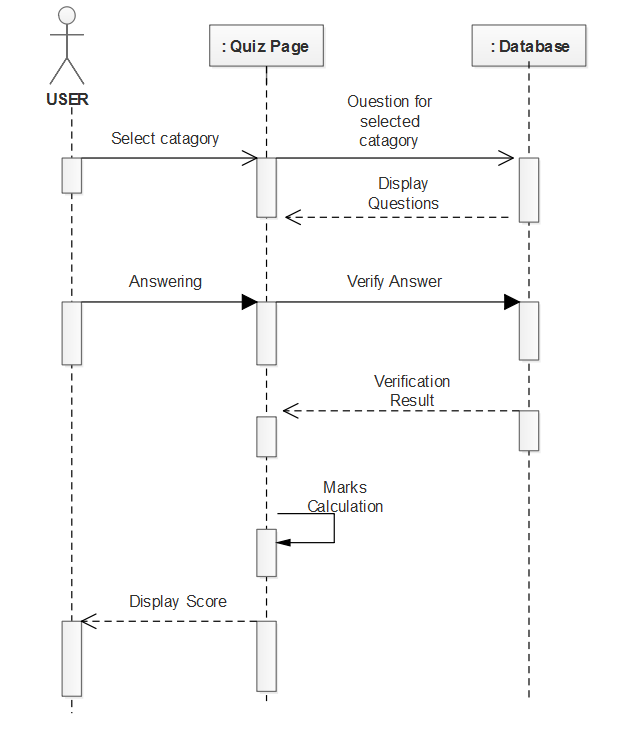 : Quiz Page
: Database
USER
Select catagory
Ouestion for
selected
catagory
Display
Questions
Answering
Verify Answer
Verification
Result
Marks
Calculation
Display Score